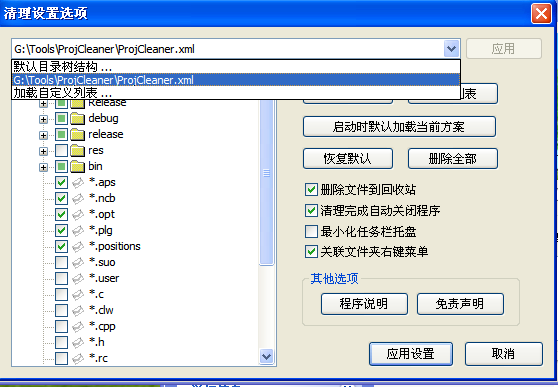 清理设置选项
G:\Tools\ProjCleaner\ProjCleaner.xml
应用
默认目录树结构 ...
G:\Tools\ProjCleaner\ProjCleaner.xml
加载自定义列表 ...
表
Release
debug
启动时默认加载当前方案
release
res
恢复默认
删除全部
bin
*.aps
删除文件到回收站
*.ncb
清理完成自动关闭程序
*.opt
*.plg
最小化任务栏托盘
*.positions
关联文件夹右键菜单
*.suo
*.user
其他选项
*.c
程序说明
免责声明
*.clw
*.cpp
*.h
*.rc
应用设置
取消